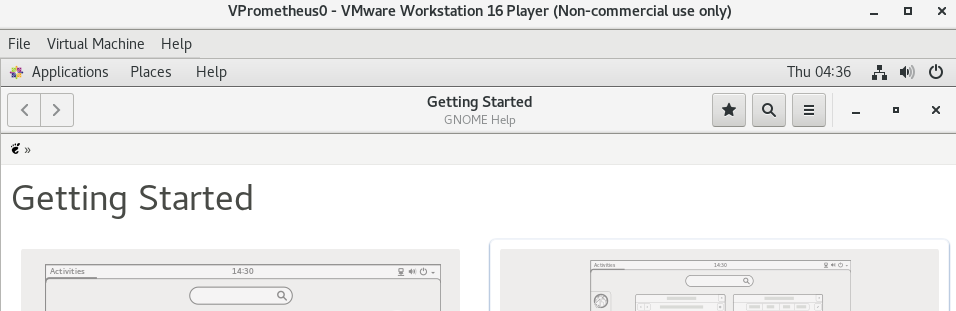 VPrometheus0 - VMware Workstation 16 Player (Non-commercial use only)
File Virtual Machine Help
Applications Places Help Thu 04:36
Getting Started
GNOME Help
»
Getting Started
Activities 14:30
Activities 14:30